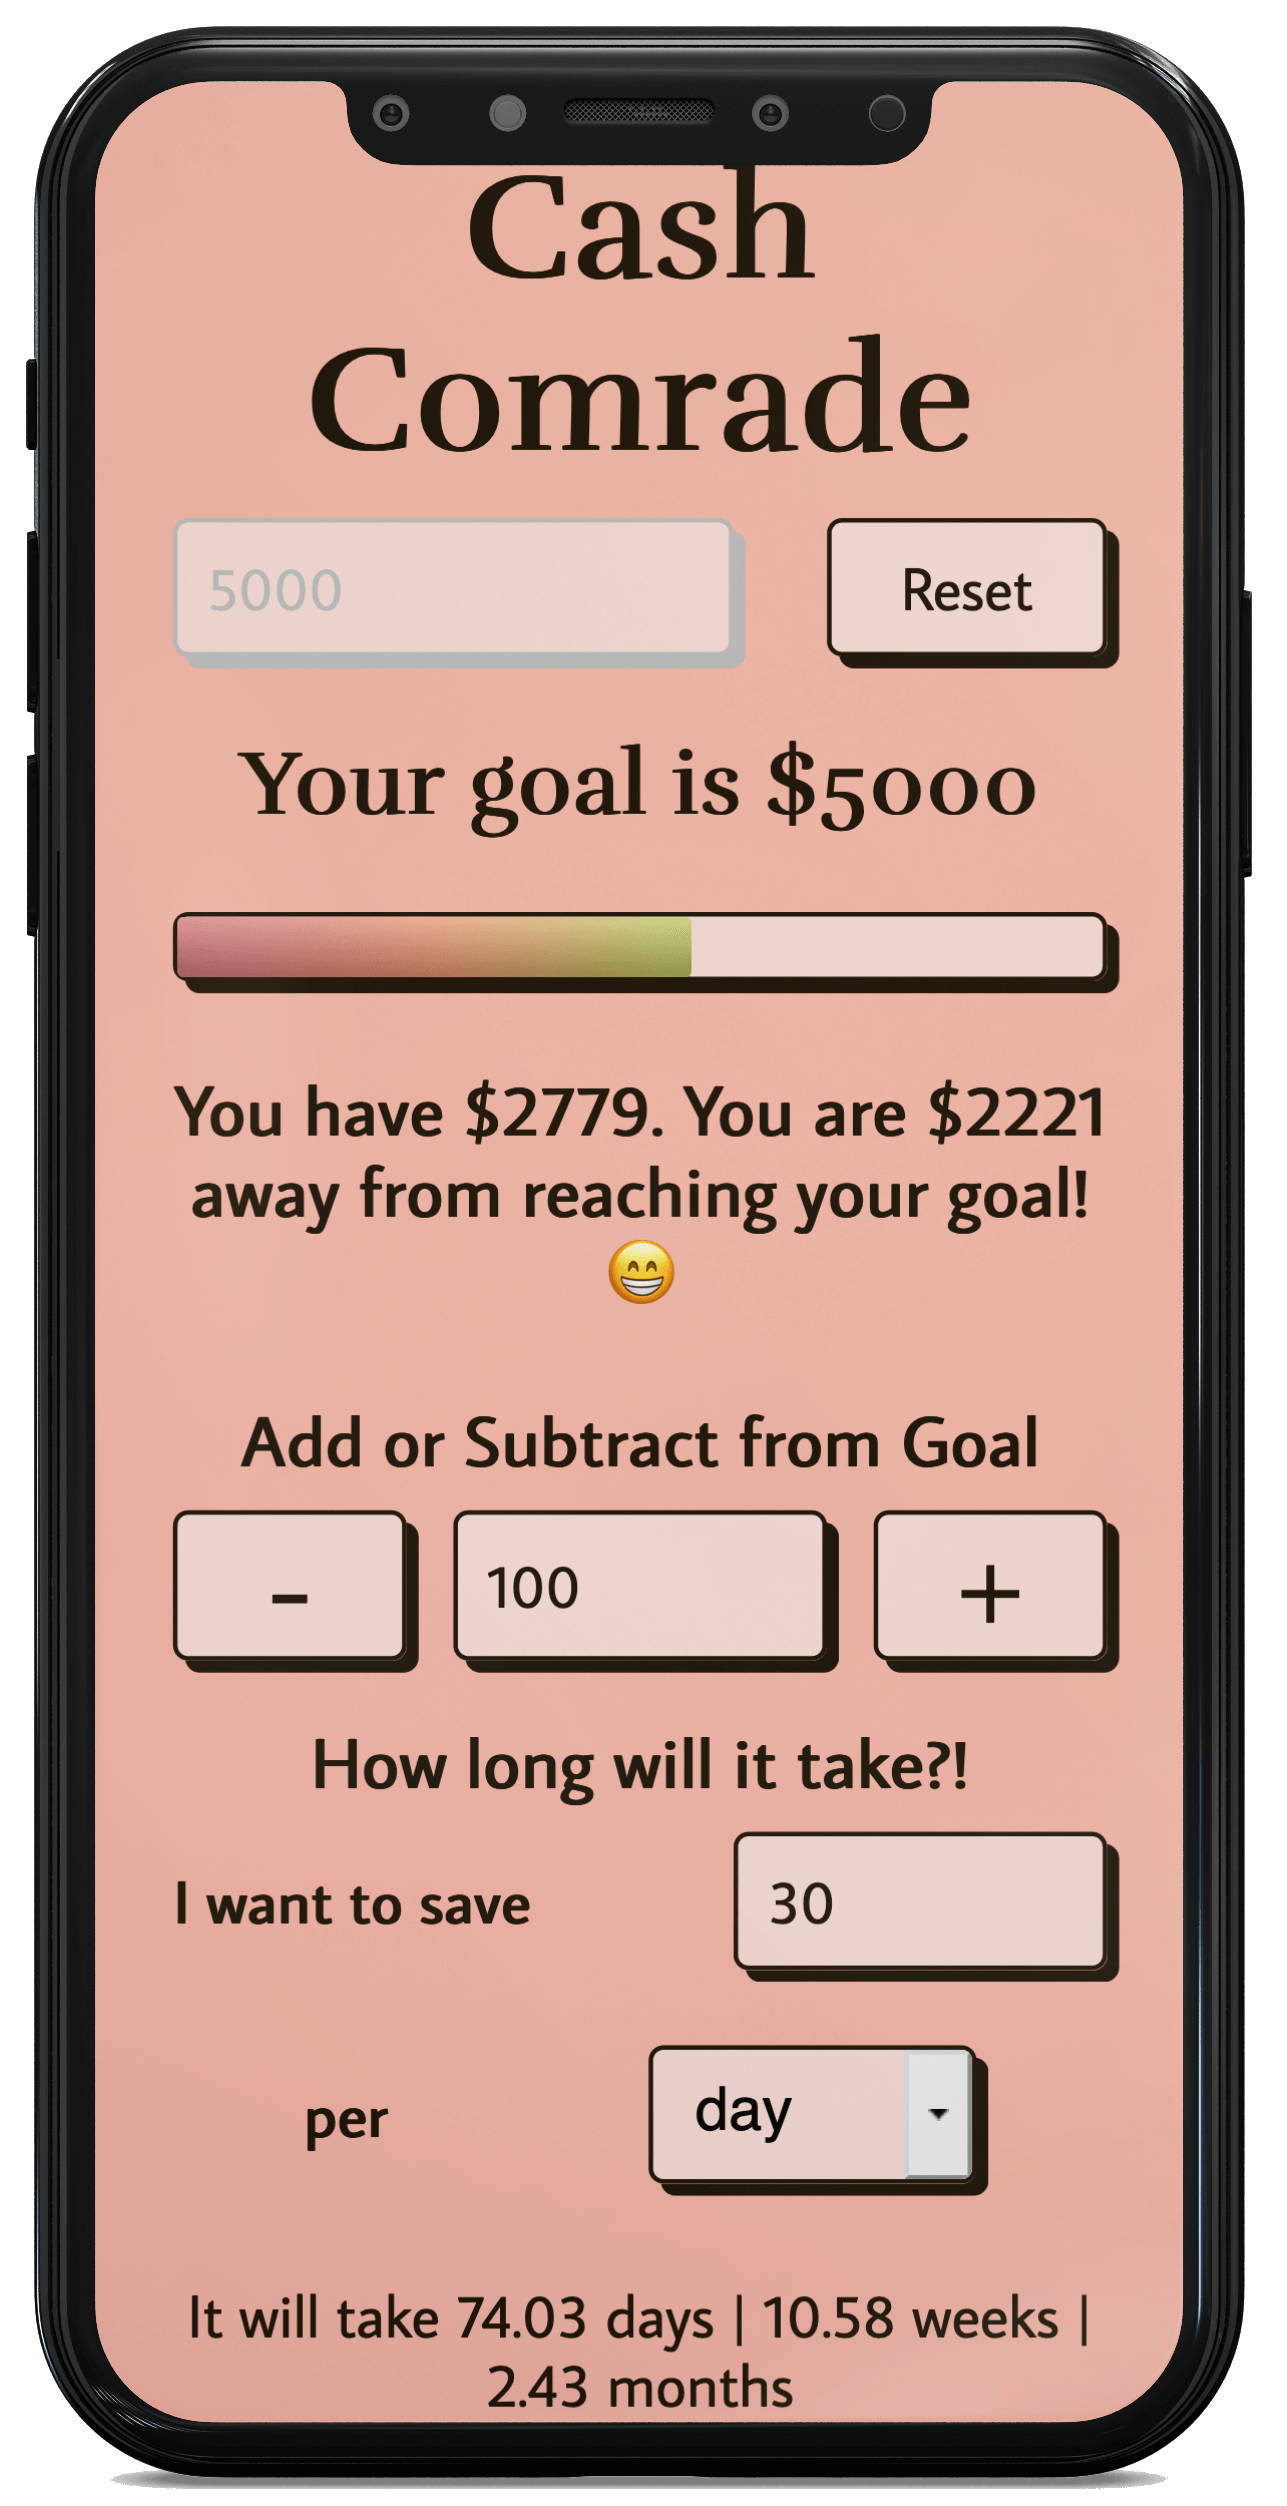 Cash
Comrade
5000
Reset
Your goal is $5000
You have $2779. You are $2221
away from reaching your goal!
😁
Add or Subtract from Goal
-
100
+
How long will it take?!
I want to save
30
per
day
It will take 74.03 days | 10.58 weeks |
2.43 months